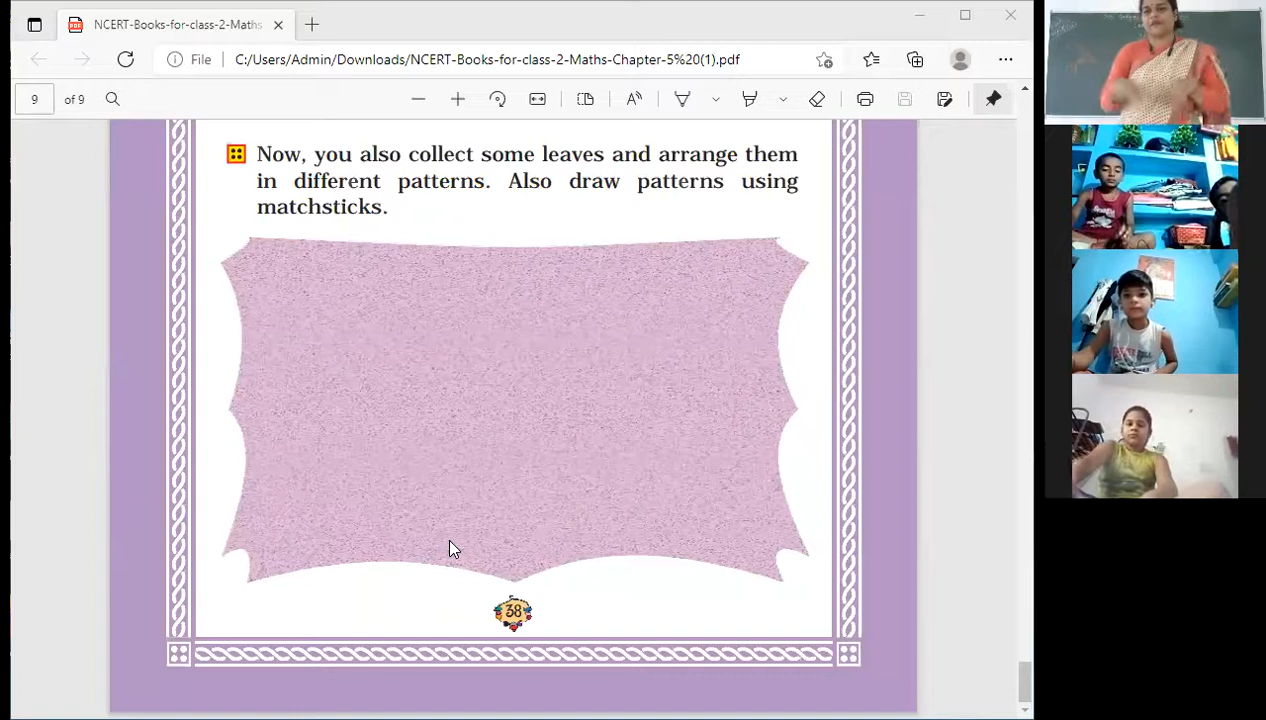 NCERT-Books-for-class-2-Maths
File C:/Users/Admin/Downloads/NCERT-Books-for-class-2-Maths-Chapter-5%20(1).pdf
9 of 9
Now, you also collect some leaves and arrange them
in different patterns. Also draw patterns using
matchsticks.
38